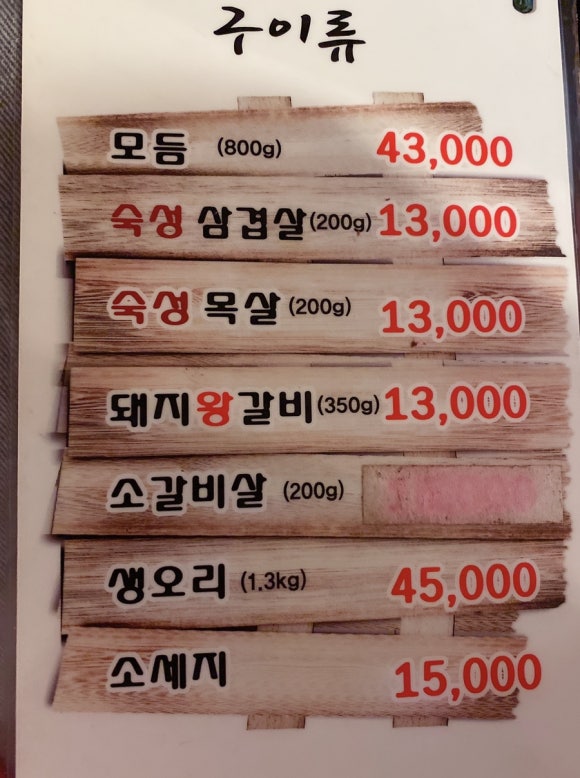 구이류
모듬 (800g) 43,000
숙성 삼겹살(200g) 13,000
숙성 목살 (200g) 13,000
돼지왕갈비(350g) 13,000
소갈비살 (200g)
생오리 (1.3kg) 45,000
소세지 15,000